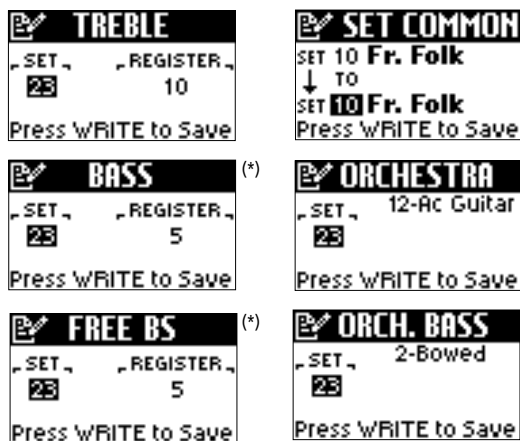 TREBLE
SET REGISTER
23 10
Press WRITE to Save
SET COMMON
SET 10 Fr. Folk
↓ TO
SET 10 Fr. Folk
Press WRITE to Save
BASS
(*)
SET REGISTER
23 5
Press WRITE to Save
ORCHESTRA
12-Ac Guitar
SET
23
Press WRITE to Save
FREE BS
(*)
SET REGISTER
23 5
Press WRITE to Save
ORCH. BASS
2-Bowed
SET
23
Press WRITE to Save